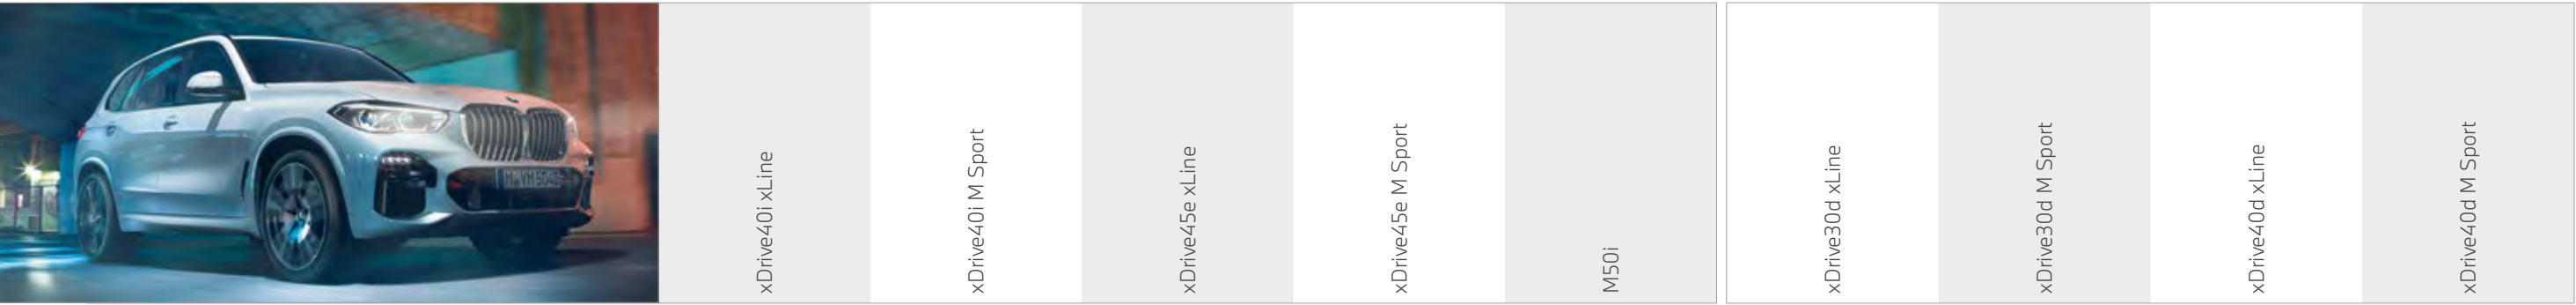 xDrive40i xLine
xDrive40i M Sport
xDrive45e xLine
xDrive45e M Sport
M50i
xDrive30d xLine
xDrive30d M Sport
xDrive40d xLine
xDrive40d M Sport